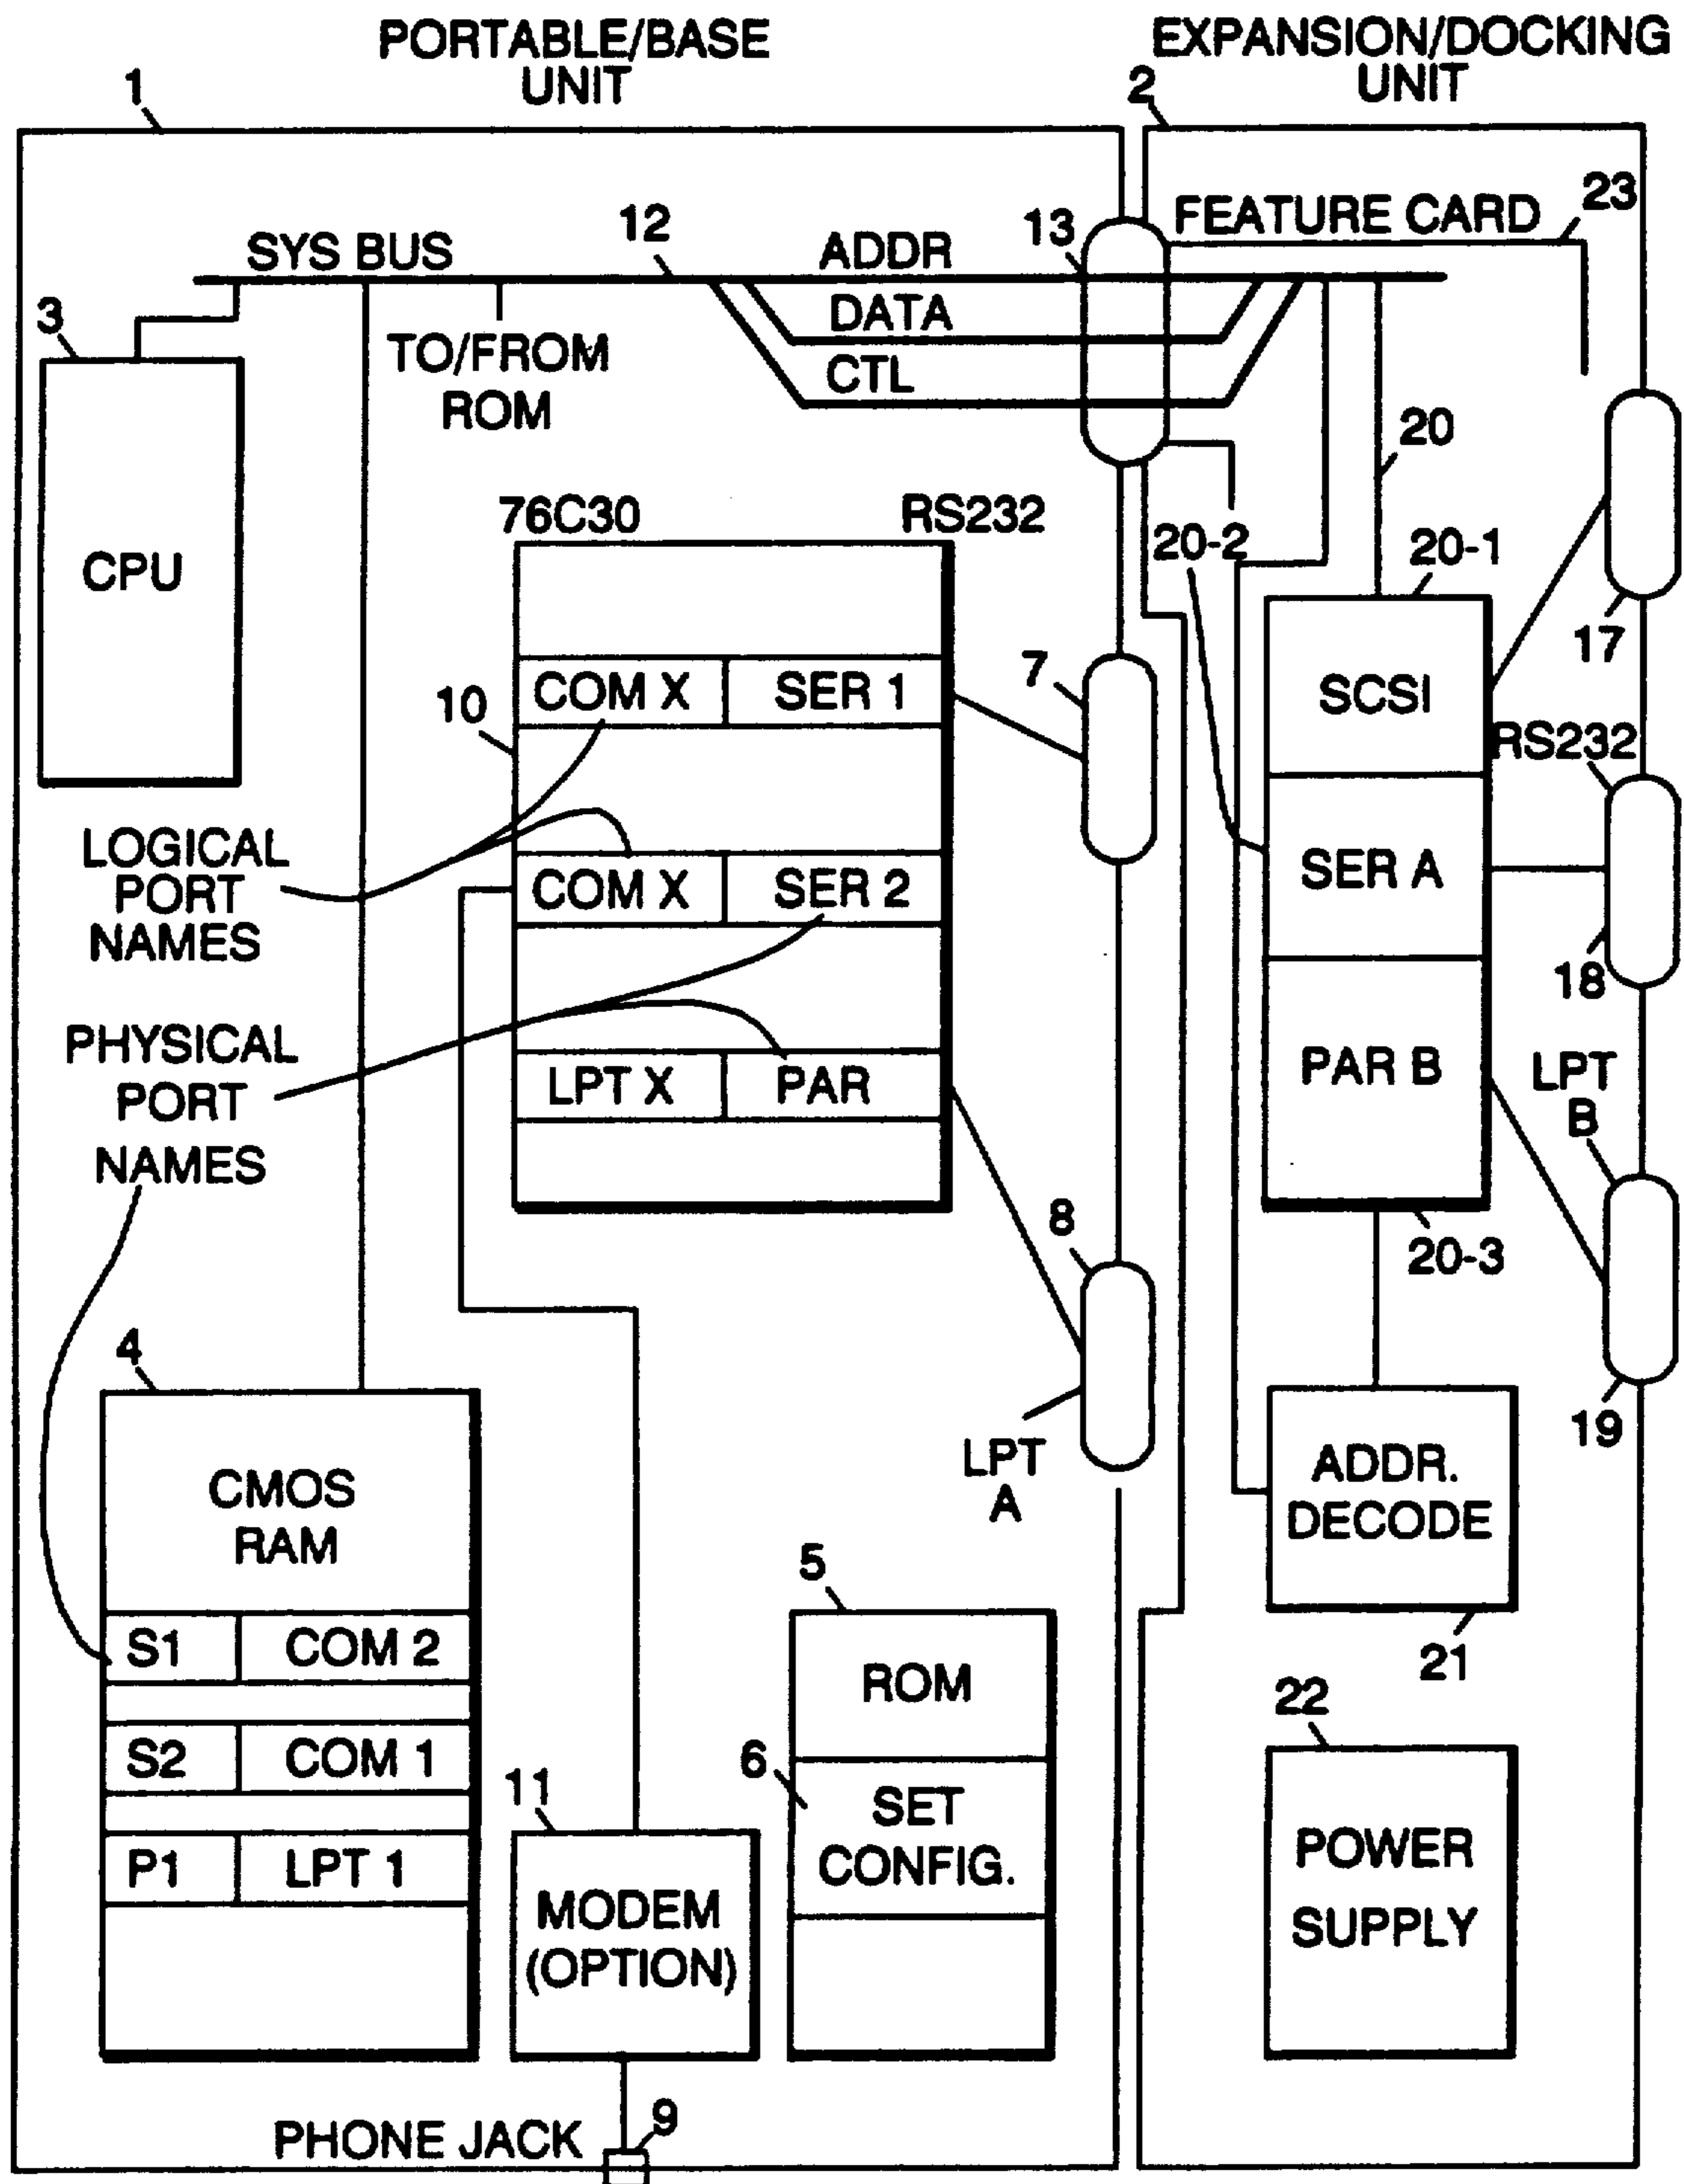 PORTABLE/BASE
UNIT
EXPANSION/DOCKING
UNIT
1
2
SYS BUS
12
ADDR
13
FEATURE CARD
23
DATA
CTL
3
TO/FROM
ROM
CPU
20
76C30
RS232
20-2
20-1
17
COM X
SER 1
7
10
SCSI
RS232
LOGICAL
PORT
NAMES
COM X
SER 2
SER A
18
PHYSICAL
PORT
NAMES
LPT X
PAR
PAR B
LPT
B
8
20-3
4
19
LPT
A
CMOS
RAM
ADDR.
DECODE
5
21
S1
COM 2
ROM
22
S2
COM 1
6
SET
CONFIG.
11
P1
LPT 1
POWER
SUPPLY
MODEM
(OPTION)
PHONE JACK
9